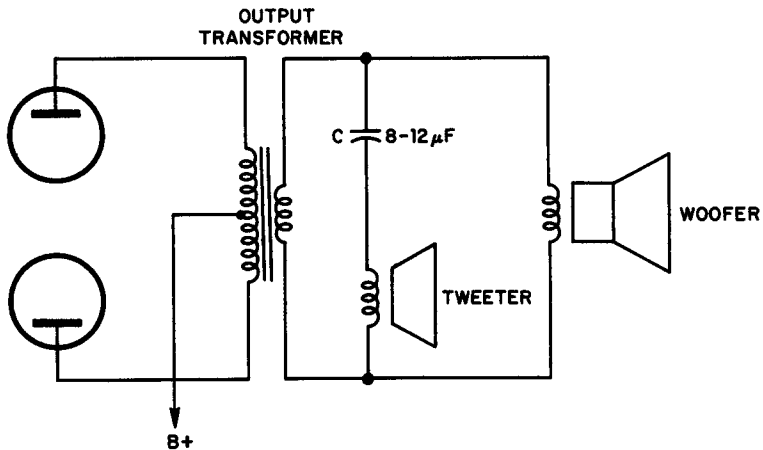 OUTPUT
TRANSFORMER
C 8-12μF
WOOFER
TWEETER
B+